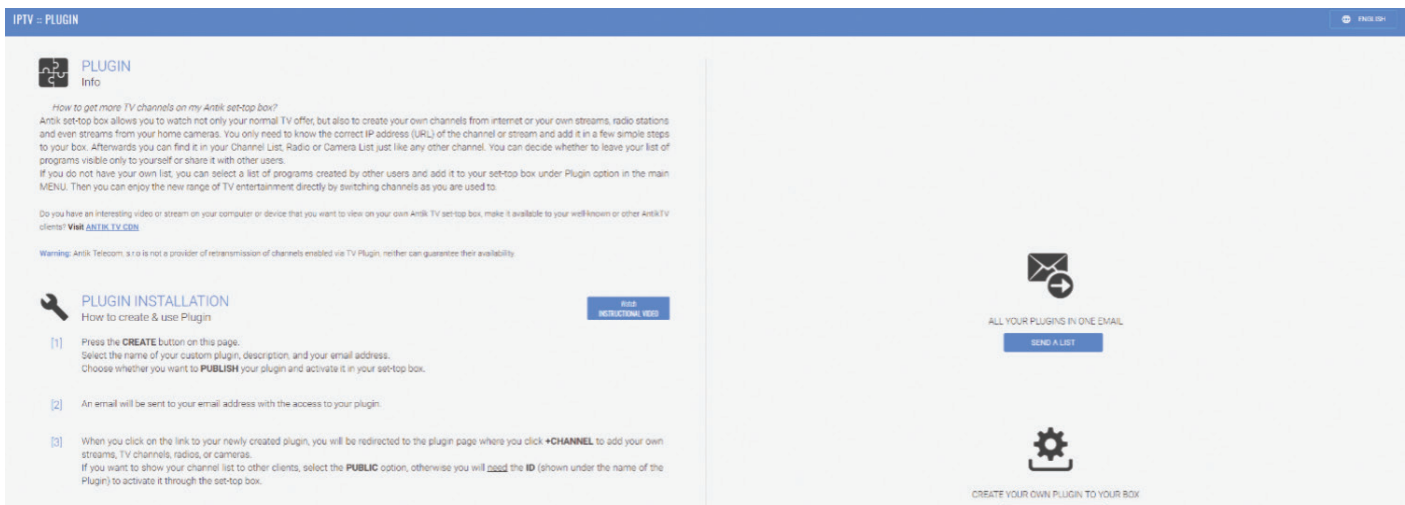 IPTV :: PLUGIN
ENGLISH
PLUGIN
Info
How to get more TV channels on my Antik set-top box?
Antik set-top box allows you to watch not only your normal TV offer, but also to create your own channels from internet or your own streams, radio stations
and even streams from your home cameras. You only need to know the correct IP address (URL) of the channel or stream and add it in a few simple steps
to your box. Afterwards you can find it in your Channel List, Radio or Camera List just like any other channel. You can decide whether to leave your list of
programs visible only to yourself or share it with other users.
If you do not have your own list, you can select a list of programs created by other users and add it to your set-top box under Plugin option in the main
MENU. Then you can enjoy the new range of TV entertainment directly by switching channels as you are used to.
Do you have an interesting video or stream on your computer or device that you want to view on your own Antik TV set-top box, make it available to your well-known or other AntikTV
clients? Visit ANTIK TV CDN
Warning: Antik Telecom, s.r.o is not a provider of retransmission of channels enabled via TV Plugin, neither can guarantee their availability
PLUGIN INSTALLATION
How to create & use Plugin
Watch
INSTRUCTIONAL VIDEO
[1] Press the CREATE button on this page.
Select the name of your custom plugin, description, and your email address.
Choose whether you want to PUBLISH your plugin and activate it in your set-top box.
[2] An email will be sent to your email address with the access to your plugin.
[3] When you click on the link to your newly created plugin, you will be redirected to the plugin page where you click +CHANNEL to add your own
streams, TV channels, radios, or cameras.
If you want to show your channel list to other clients, select the PUBLIC option, otherwise you will need the ID (shown under the name of the
Plugin) to activate it through the set-top box.
ALL YOUR PLUGINS IN ONE EMAIL
SEND A LIST
CREATE YOUR OWN PLUGIN TO YOUR BOX